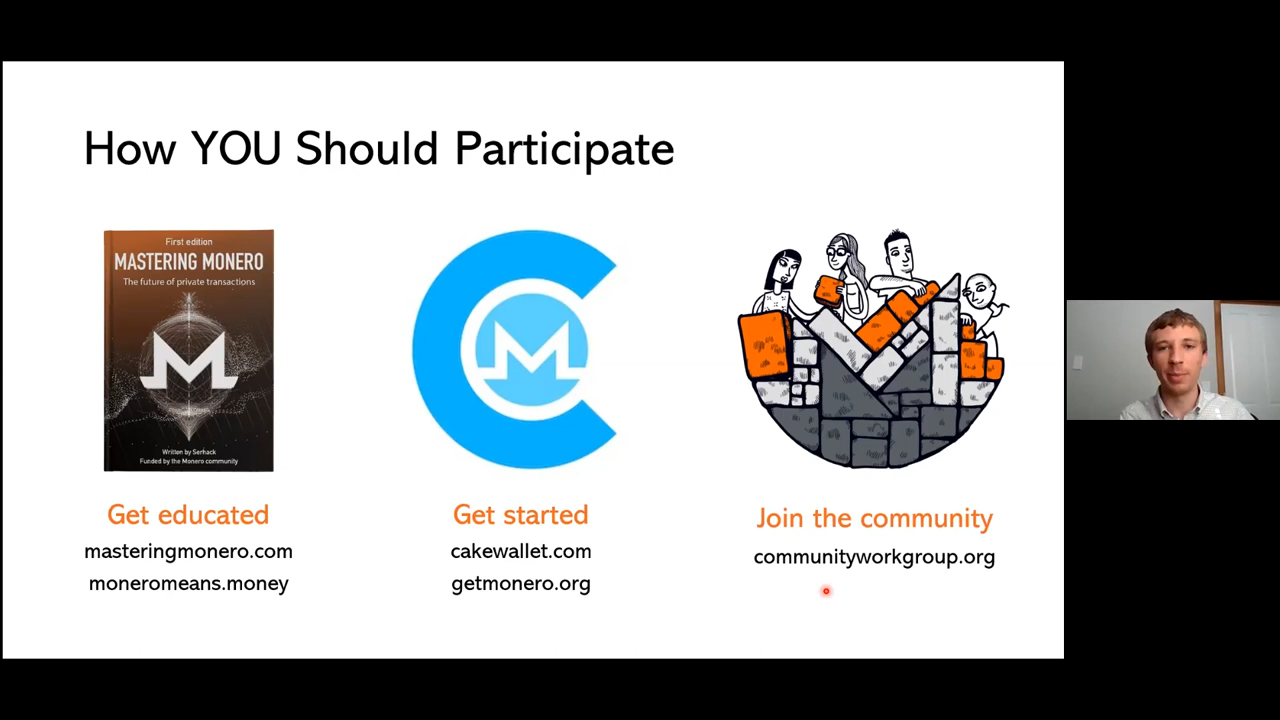 How YOU Should Participate
First edition
MASTERING MONERO
The future of private transactions
Written by Serhack
Funded by the Monero community
Get educated
masteringmonero.com
moneromeans.money
Get started
cakewallet.com
getmonero.org
Join the community
communityworkgroup.org